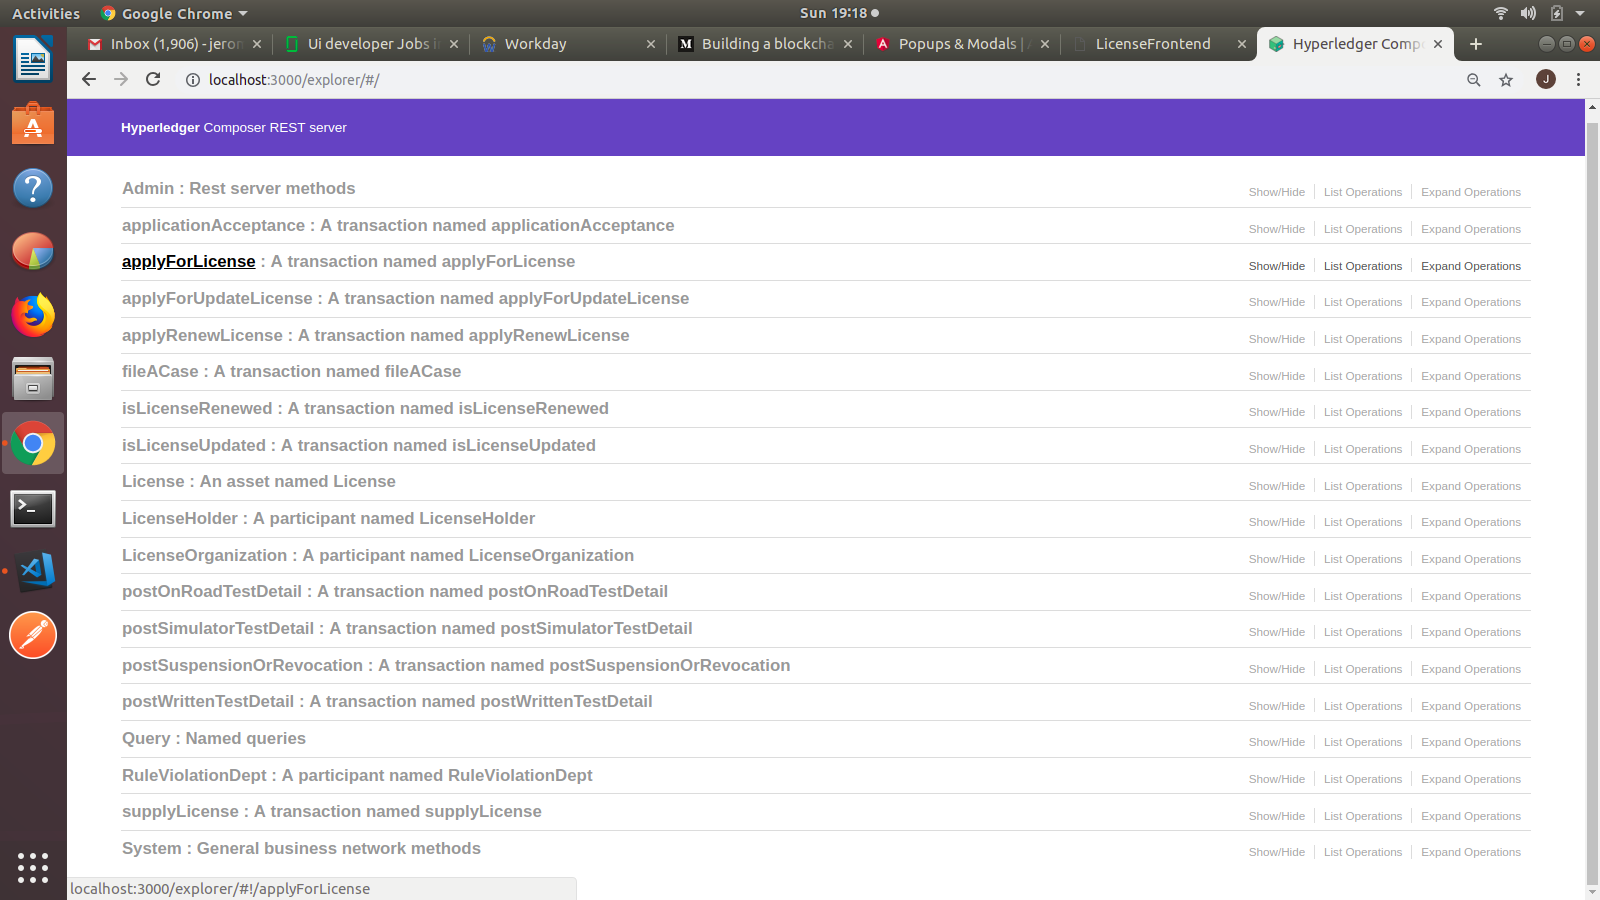 Activities Google Chrome Sun 19:18
Inbox (1,906) - jerom Ui developer Jobs i Workday Building a blockcha Popups & Modals | LicenseFrontend Hyperledger Comp
localhost:3000/explorer/#/ J
Hyperledger Composer REST server
Admin : Rest server methods Show/Hide List Operations Expand Operations
applicationAcceptance : A transaction named applicationAcceptance Show/Hide List Operations Expand Operations
applyForLicense : A transaction named applyForLicense Show/Hide List Operations Expand Operations
applyForUpdateLicense : A transaction named applyForUpdateLicense Show/Hide List Operations Expand Operations
applyRenewLicense : A transaction named applyRenewLicense Show/Hide List Operations Expand Operations
fileACase : A transaction named fileACase Show/Hide List Operations Expand Operations
isLicenseRenewed : A transaction named isLicenseRenewed Show/Hide List Operations Expand Operations
isLicenseUpdated : A transaction named isLicenseUpdated Show/Hide List Operations Expand Operations
License : An asset named License Show/Hide List Operations Expand Operations
LicenseHolder : A participant named LicenseHolder Show/Hide List Operations Expand Operations
LicenseOrganization : A participant named LicenseOrganization Show/Hide List Operations Expand Operations
postOnRoadTestDetail : A transaction named postOnRoadTestDetail Show/Hide List Operations Expand Operations
postSimulatorTestDetail : A transaction named postSimulatorTestDetail Show/Hide List Operations Expand Operations
postSuspensionOrRevocation : A transaction named postSuspensionOrRevocation Show/Hide List Operations Expand Operations
postWrittenTestDetail : A transaction named postWrittenTestDetail Show/Hide List Operations Expand Operations
Query : Named queries Show/Hide List Operations Expand Operations
RuleViolationDept : A participant named RuleViolationDept Show/Hide List Operations Expand Operations
supplyLicense : A transaction named supplyLicense Show/Hide List Operations Expand Operations
System : General business network methods Show/Hide List Operations Expand Operations
localhost:3000/explorer/#!/applyForLicense